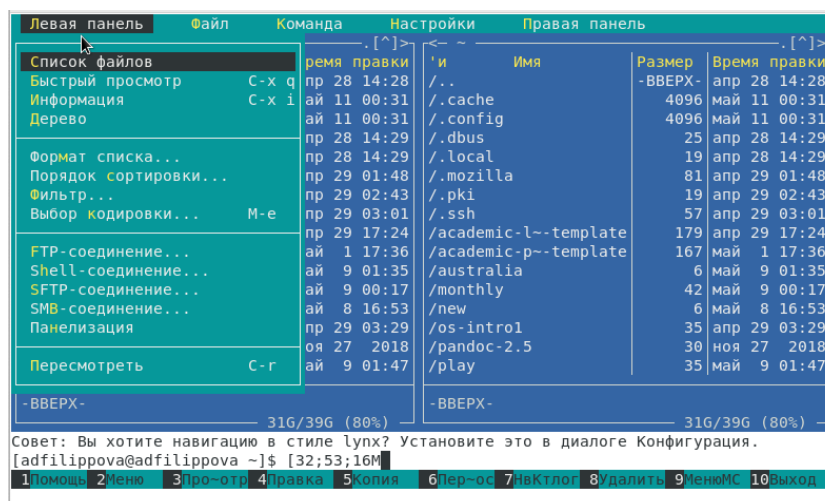 Левая панель Файл Команда Настройки Правая панель
.[^]> <— ~ .[^]>
Список файлов ремя правки 'и Имя Размер Время правки
Быстрый просмотр C-x q пр 28 14:28 /.. -ВВЕРХ- апр 28 14:28
Информация C-x i ай 11 00:31 /.cache 4096 май 11 00:31
Дерево ай 11 00:31 /.config 4096 май 11 00:31
пр 28 14:29 /.dbus 25 апр 28 14:29
Формат списка... пр 28 14:29 /.local 19 апр 28 14:29
Порядок сортировки... пр 29 01:48 /.mozilla 81 апр 29 01:48
Фильтр... пр 29 02:43 /.pki 19 апр 29 02:43
Выбор кодировки... M-e пр 29 03:01 /.ssh 57 апр 29 03:01
пр 29 17:24 /academic-l~-template 179 апр 29 17:24
FTP-соединение... ай 1 17:36 /academic-p~-template 167 май 1 17:36
Shell-соединение... ай 9 01:35 /australia 6 май 9 01:35
SFTP-соединение... ай 9 00:17 /monthly 42 май 9 00:17
SMB-соединение... ай 8 16:53 /new 6 май 8 16:53
Панелизация пр 29 03:29 /os-intro1 35 апр 29 03:29
оя 27 2018 /pandoc-2.5 30 ноя 27 2018
Пересмотреть C-r ай 9 01:47 /play 35 май 9 01:47
-ВВЕРХ- -ВВЕРХ-
31G/39G (80%) 31G/39G (80%)
Совет: Вы хотите навигацию в стиле lynx? Установите это в диалоге Конфигурация.
[adfilippova@adfilippova ~]$ [32;53;16M
1Помощь 2Меню 3Про~отр 4Правка 5Копия 6Пер~ос 7НвКтлог 8Удалить 9МенюМС 10Выход